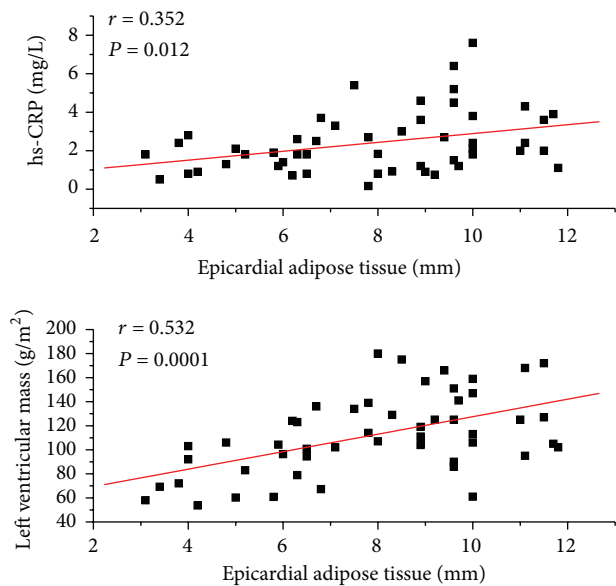 r = 0.352
P = 0.012
hs-CRP (mg/L)
8
6
4
2
0
2 4 6 8 10 12
Epicardial adipose tissue (mm)
r = 0.532
P = 0.0001
Left ventricular mass (g/m²)
200
180
160
140
120
100
80
60
40
2 4 6 8 10 12
Epicardial adipose tissue (mm)